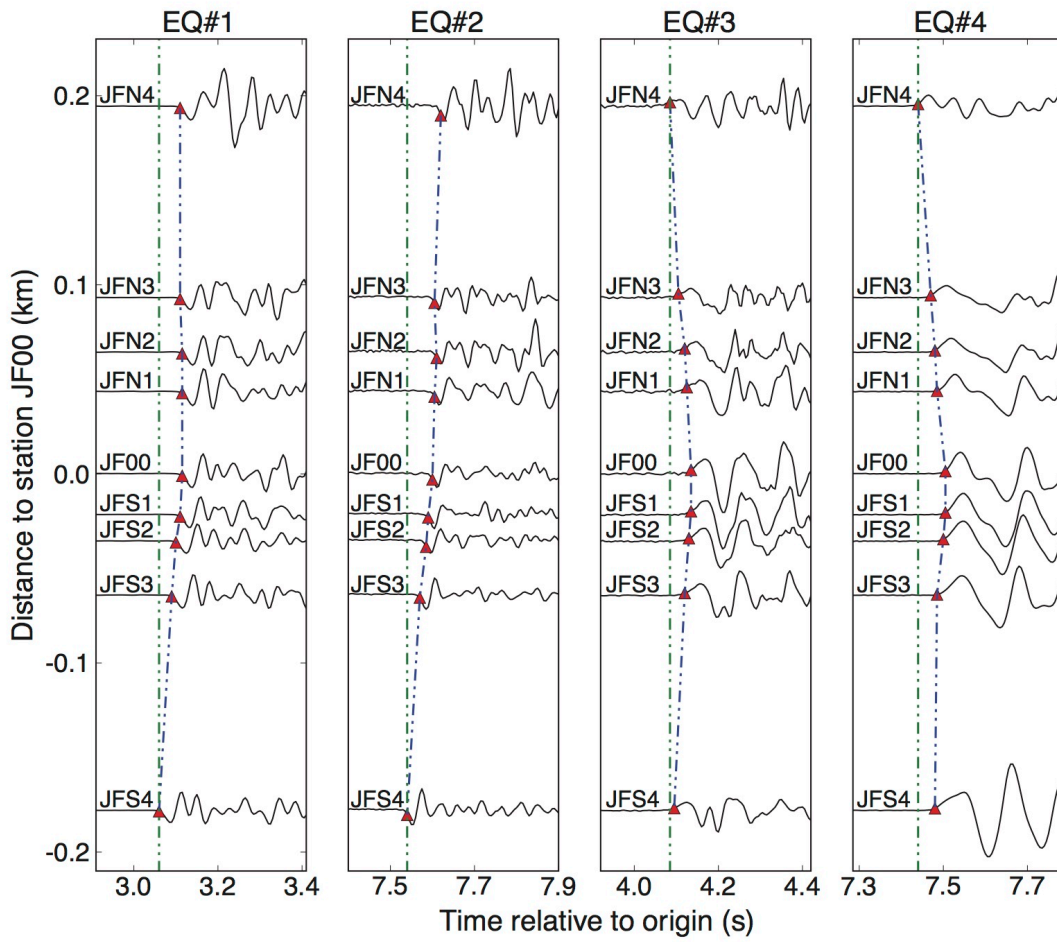 EQ#1 EQ#2 EQ#3 EQ#4
0.2 JFN4 JFN4 JFN4 JFN4
0.1 JFN3 JFN3 JFN3 JFN3
JFN2 JFN2 JFN2 JFN2
JFN1 JFN1 JFN1 JFN1
0.0 JF00 JF00 JF00 JF00
JFS1 JFS1 JFS1 JFS1
JFS2 JFS2 JFS2 JFS2
JFS3 JFS3 JFS3 JFS3
-0.1
JFS4 JFS4 JFS4 JFS4
-0.2
Distance to station JF00 (km)
3.0 3.2 3.4 7.5 7.7 7.9 4.0 4.2 4.4 7.3 7.5 7.7
Time relative to origin (s)